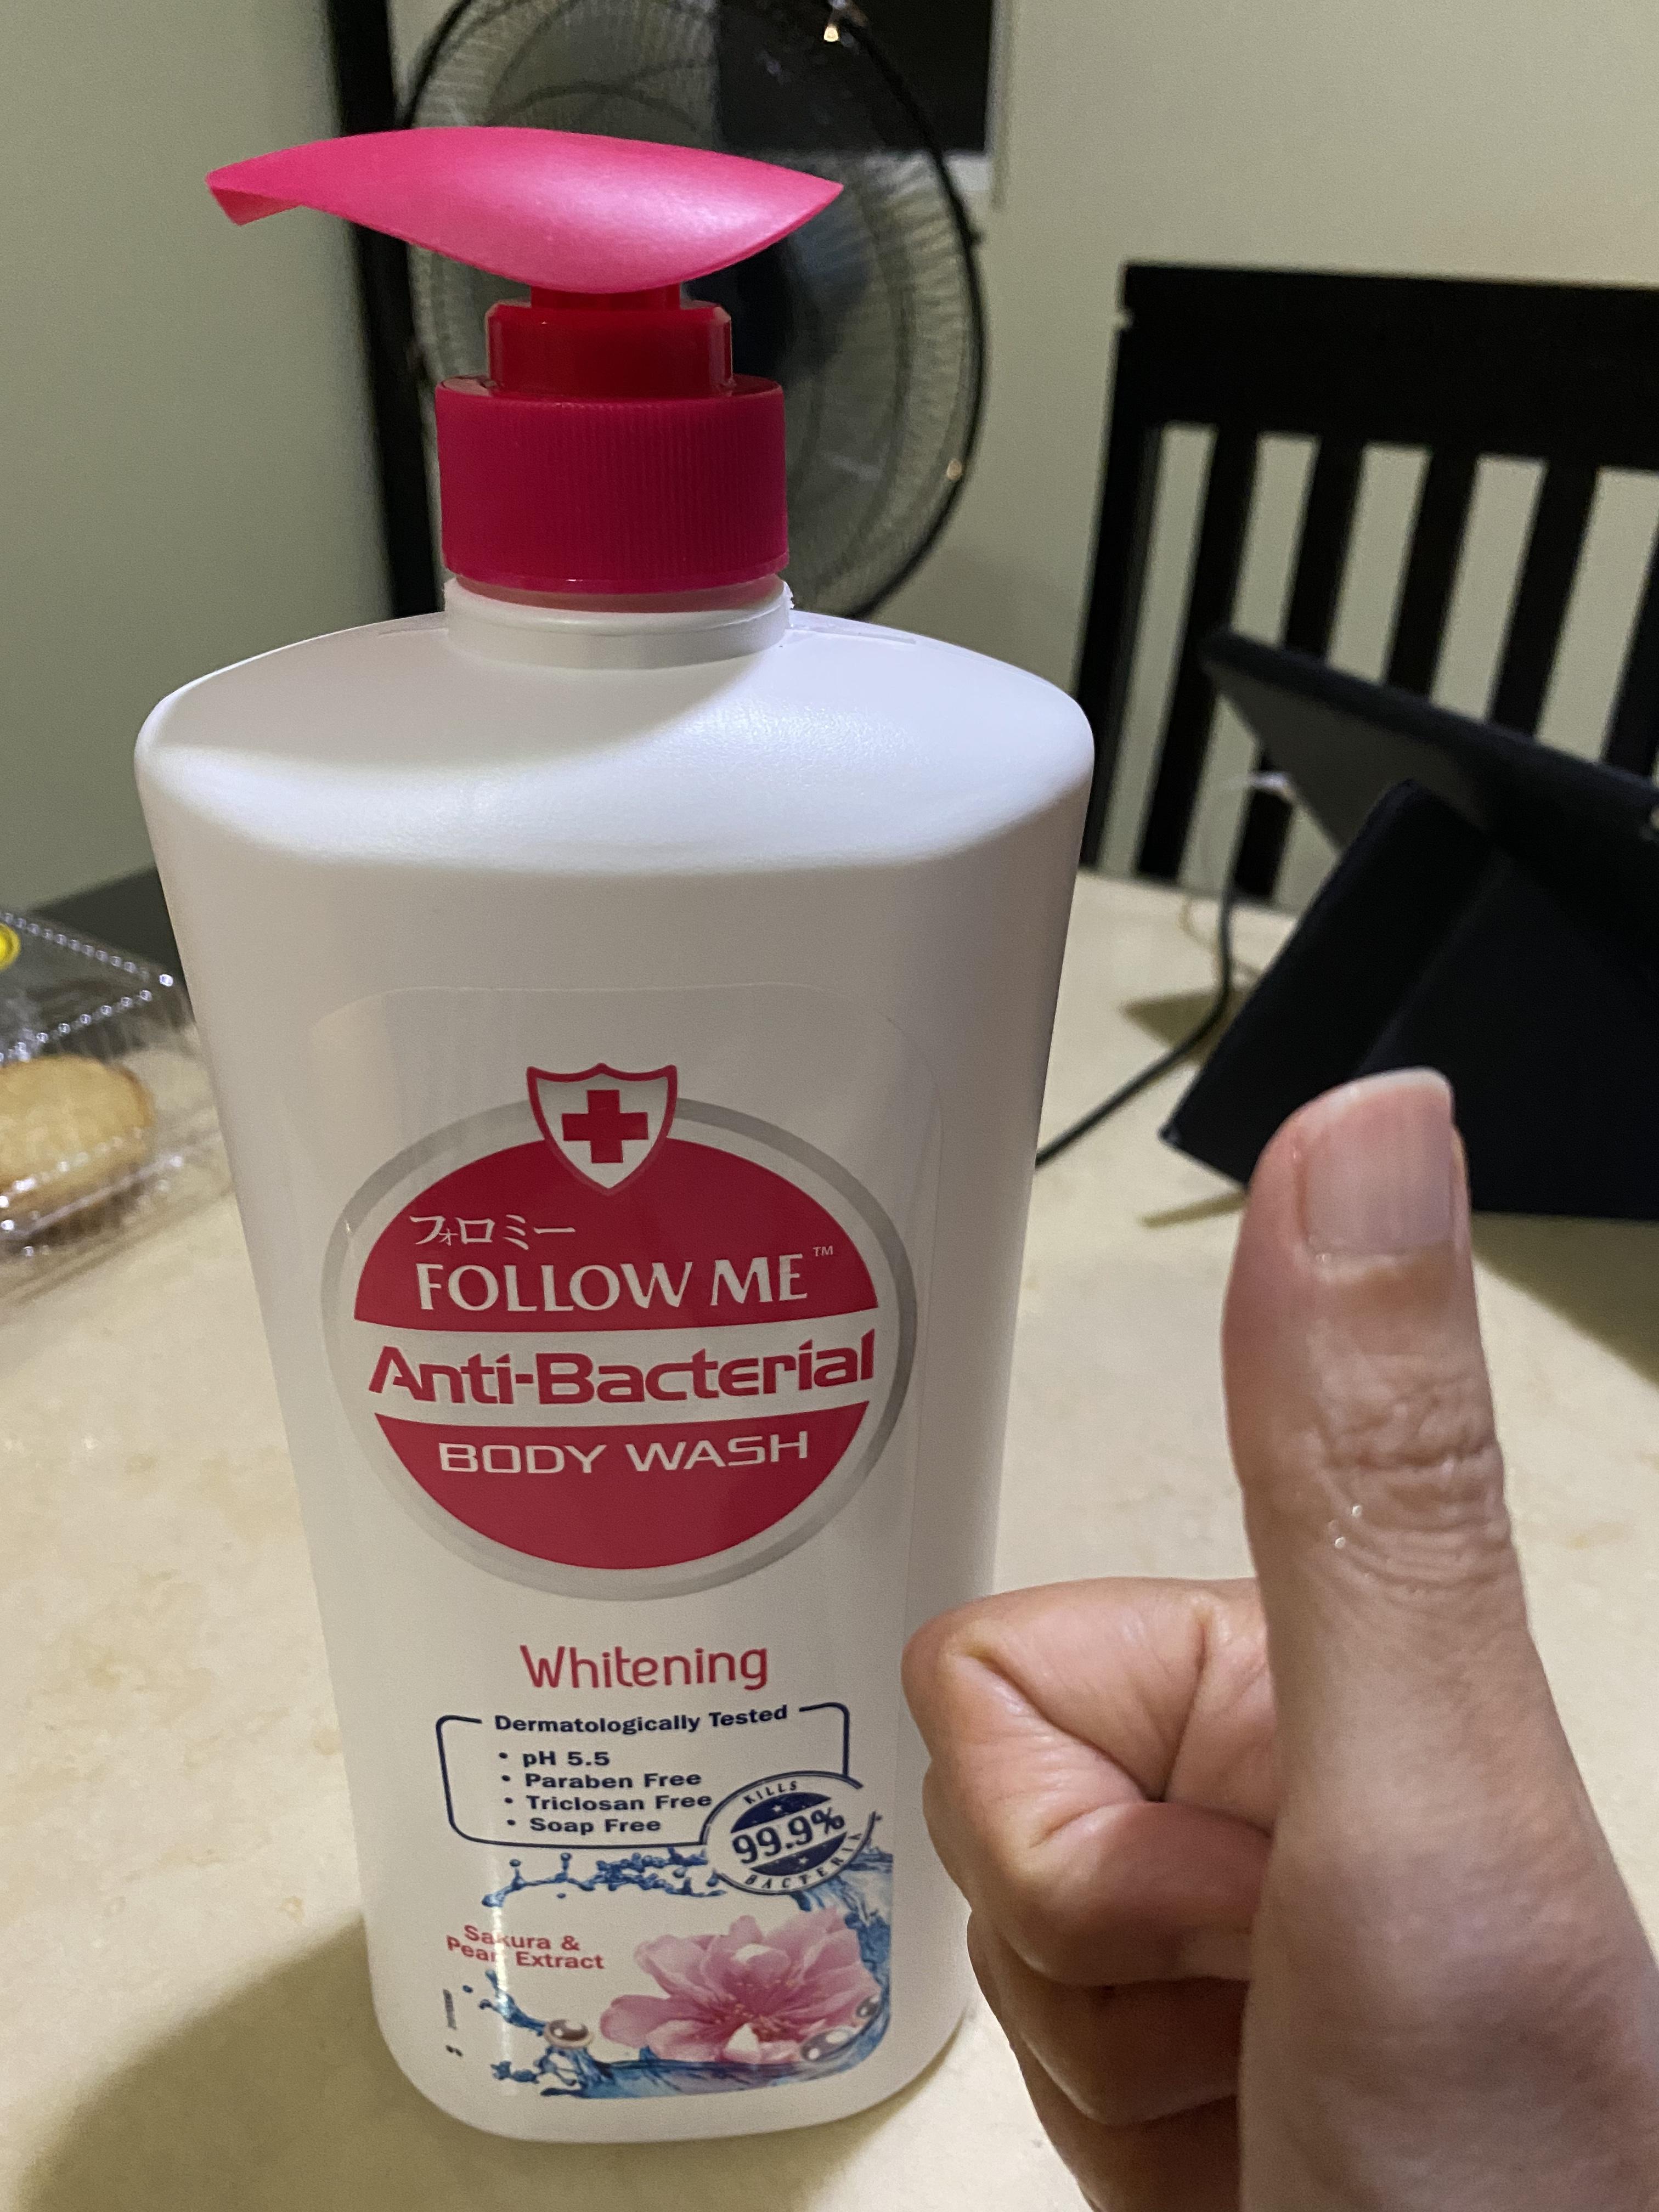 フォロミー
FOLLOW ME™
Anti-Bacterial
BODY WASH
Whitening
Dermatologically Tested
• pH 5.5
• Paraben Free
• Triclosan Free
• Soap Free
KILLS
99.9%
BACTERIA
Sakura &
Pearl Extract